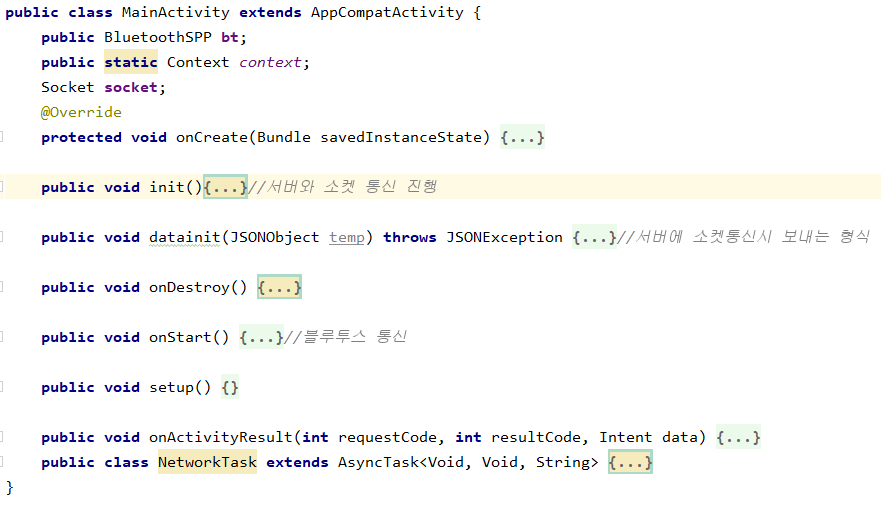 public class MainActivity extends AppCompatActivity {
public BluetoothSPP bt;
public static Context context;
Socket socket;
@Override
protected void onCreate(Bundle savedInstanceState) {...}
public void init(){...}//서버와 소켓 통신 진행
public void datainit(JSONObject temp) throws JSONException {...}//서버에 소켓통신시 보내는 형식
public void onDestroy() {...}
public void onStart() {...}//블루투스 통신
public void setup() {}
public void onActivityResult(int requestCode, int resultCode, Intent data) {...}
public class NetworkTask extends AsyncTask<Void, Void, String> {...}
}